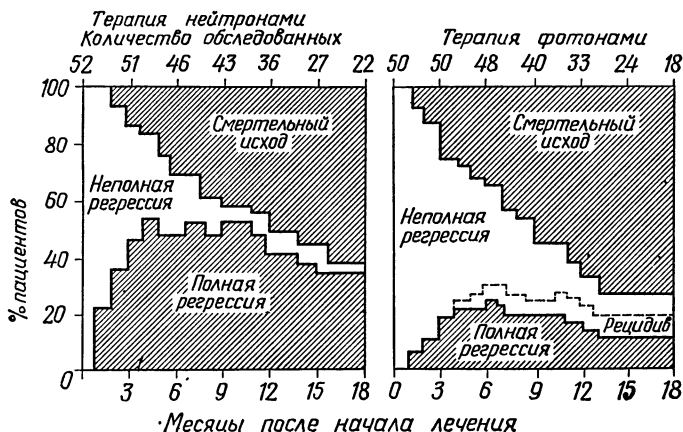 Терапия нейтронами
Количество обследованных
52 51 46 43 36 27 22
Терапия фотонами
50 50 48 40 33 24 18
% пациентов
100
80
60
40
20
0
Смертельный
исход
Неполная
регрессия
Полная
регрессия
3 6 9 12 15 18
Смертельный
исход
Неполная
регрессия
Рецидив
Полная
регрессия
0 3 6 9 12 15 18
Месяцы после начала лечения